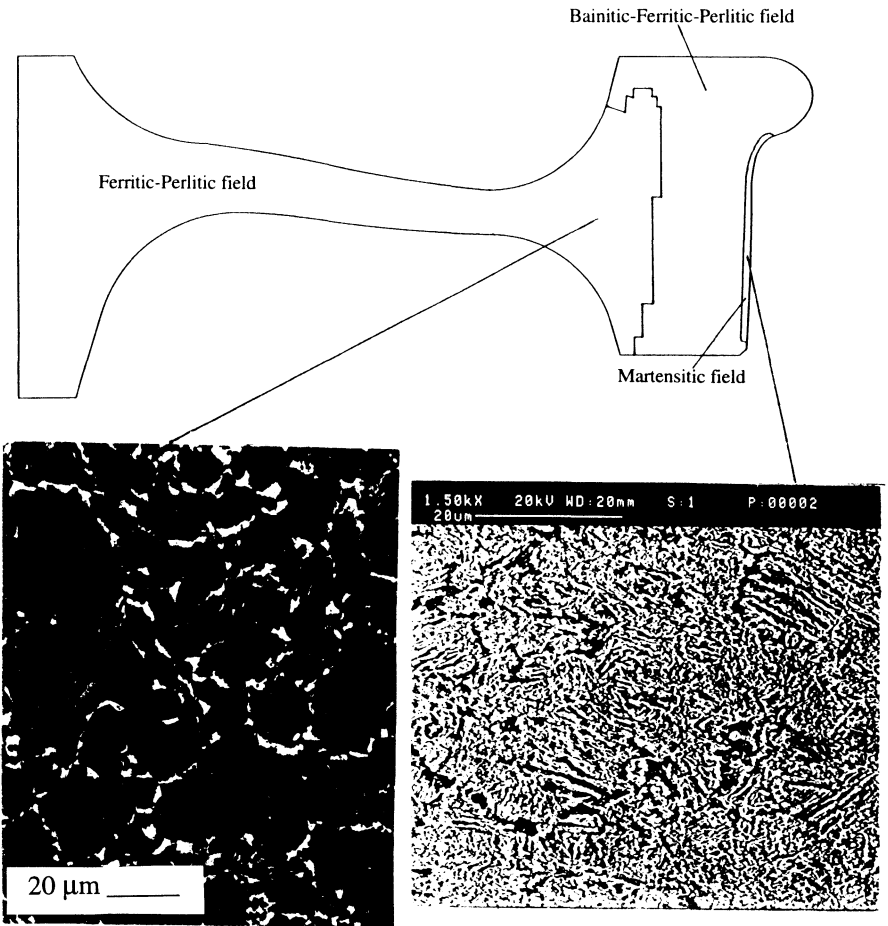 Bainitic-Ferritic-Perlitic field
Ferritic-Perlitic field
Martensitic field
1.50kX 20kV WD:20mm S:1 P:00002
20um
20 μm